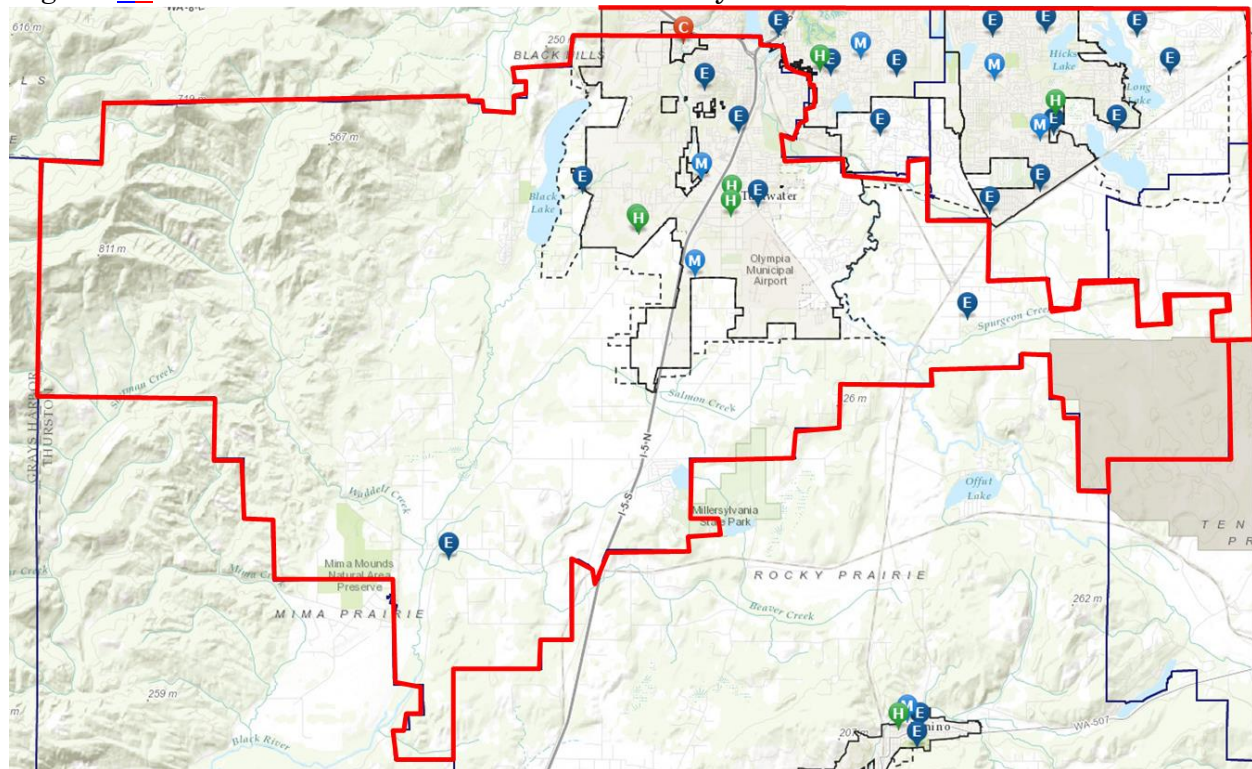 616 m
250
BLACK HILLS
L S
719 m
567 m
811 m
Hicks
Lake
Long
Lake
C
E
E
E
E
E
M
H
E
E
M
E
E
H
M
E
E
E
E
E
M
E
H
H
E
E
E
H
M
E
Black
Lake
Tumwater
Olympia
Municipal
Airport
Spurgeon Creek
Salmon Creek
26 m
GRAYS HARBOR
THURSTON
I-5-N
I-5-S
Waddell Creek
Offut
Lake
Millersylvania
State Park
TEN
PR
E
Mima Mounds
Natural Area
Preserve
ROCKY PRAIRIE
MIMA PRAIRIE
Beaver Creek
262 m
259 m
m
Black River
H
M
E
E
ino
WA-507